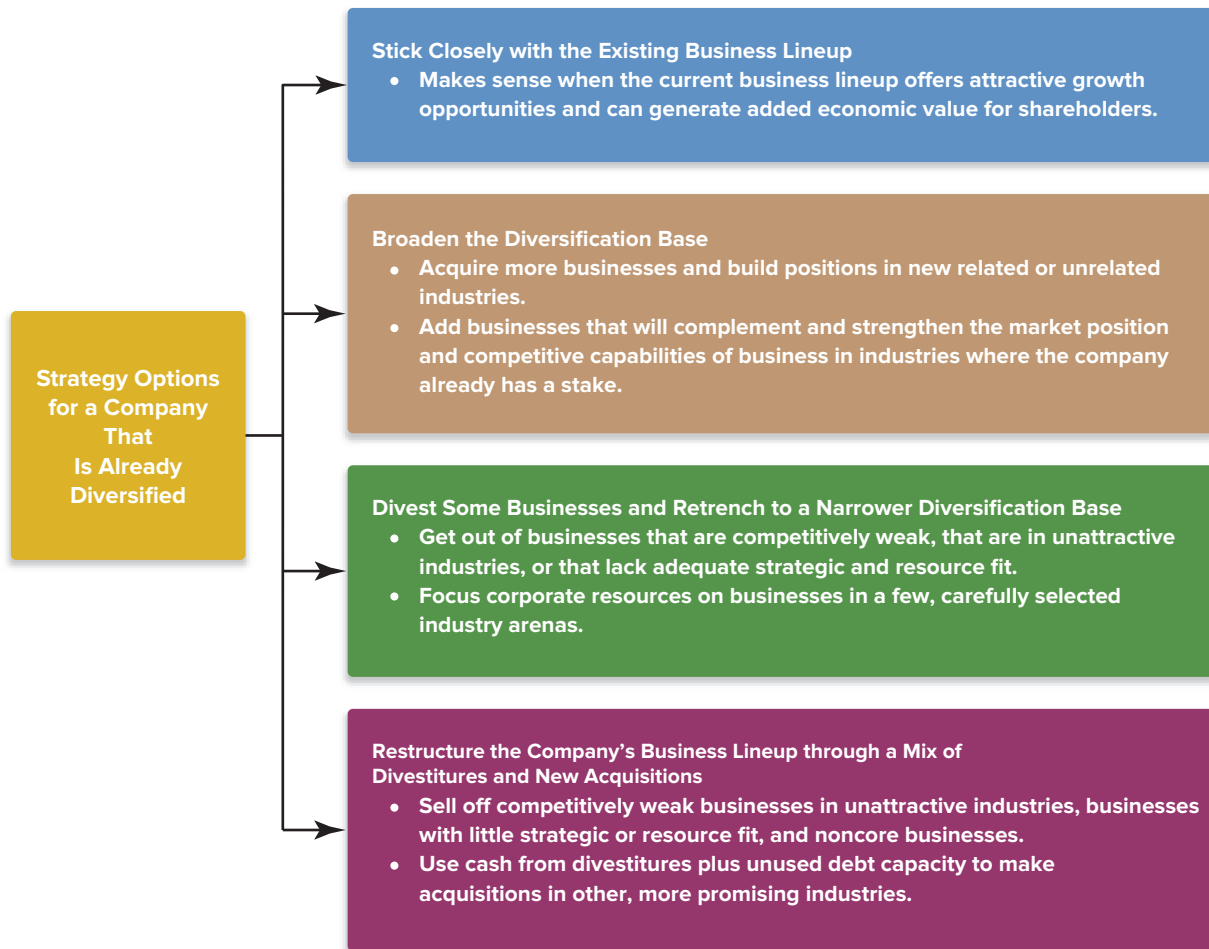 Strategy Options
for a Company
That
Is Already
Diversified
Stick Closely with the Existing Business Lineup
• Makes sense when the current business lineup offers attractive growth
opportunities and can generate added economic value for shareholders.
Broaden the Diversification Base
• Acquire more businesses and build positions in new related or unrelated
industries.
• Add businesses that will complement and strengthen the market position
and competitive capabilities of business in industries where the company
already has a stake.
Divest Some Businesses and Retrench to a Narrower Diversification Base
• Get out of businesses that are competitively weak, that are in unattractive
industries, or that lack adequate strategic and resource fit.
• Focus corporate resources on businesses in a few, carefully selected
industry arenas.
Restructure the Company’s Business Lineup through a Mix of
Divestitures and New Acquisitions
• Sell off competitively weak businesses in unattractive industries, businesses
with little strategic or resource fit, and noncore businesses.
• Use cash from divestitures plus unused debt capacity to make
acquisitions in other, more promising industries.